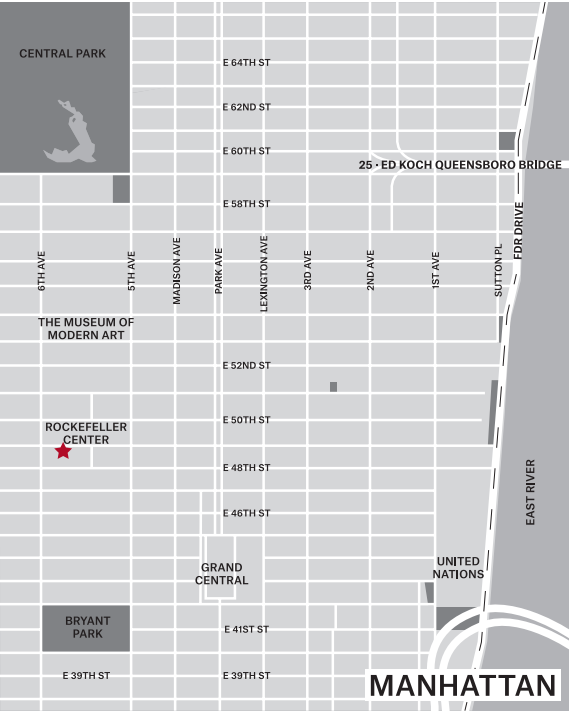 CENTRAL PARK
E 64TH ST
E 62ND ST
E 60TH ST
25 • ED KOCH QUEENSBORO BRIDGE
E 58TH ST
FDR DRIVE
6TH AVE
5TH AVE
MADISON AVE
PARK AVE
LEXINGTON AVE
3RD AVE
2ND AVE
1ST AVE
SUTTON PL
THE MUSEUM OF
MODERN ART
E 52ND ST
E 50TH ST
ROCKEFELLER
CENTER
E 48TH ST
EAST RIVER
E 46TH ST
GRAND
CENTRAL
UNITED
NATIONS
BRYANT
PARK
E 41ST ST
E 39TH ST
E 39TH ST
MANHATTAN